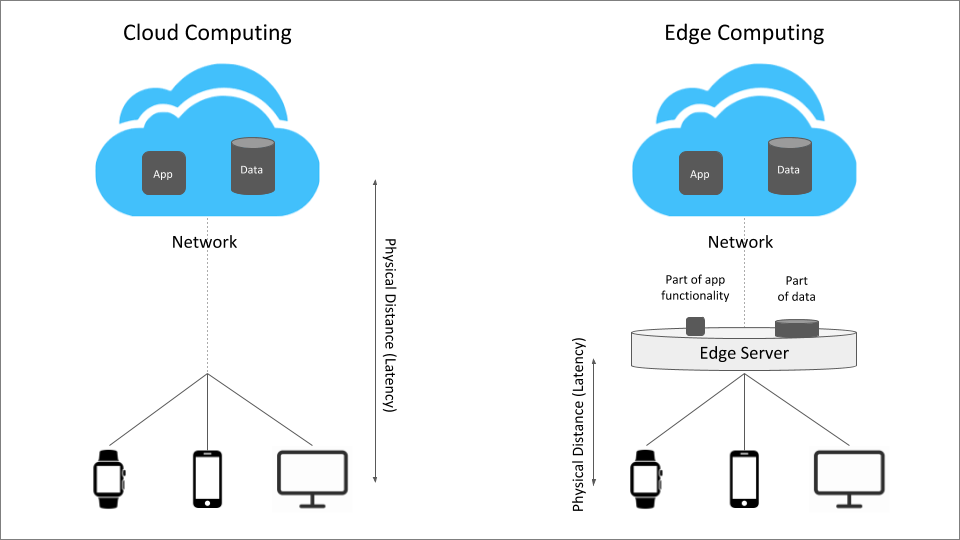 Cloud Computing
App
Data
Network
Physical Distance (Latency)
Edge Computing
App
Data
Network
Part of app
functionality
Part
of data
Edge Server
Physical Distance (Latency)